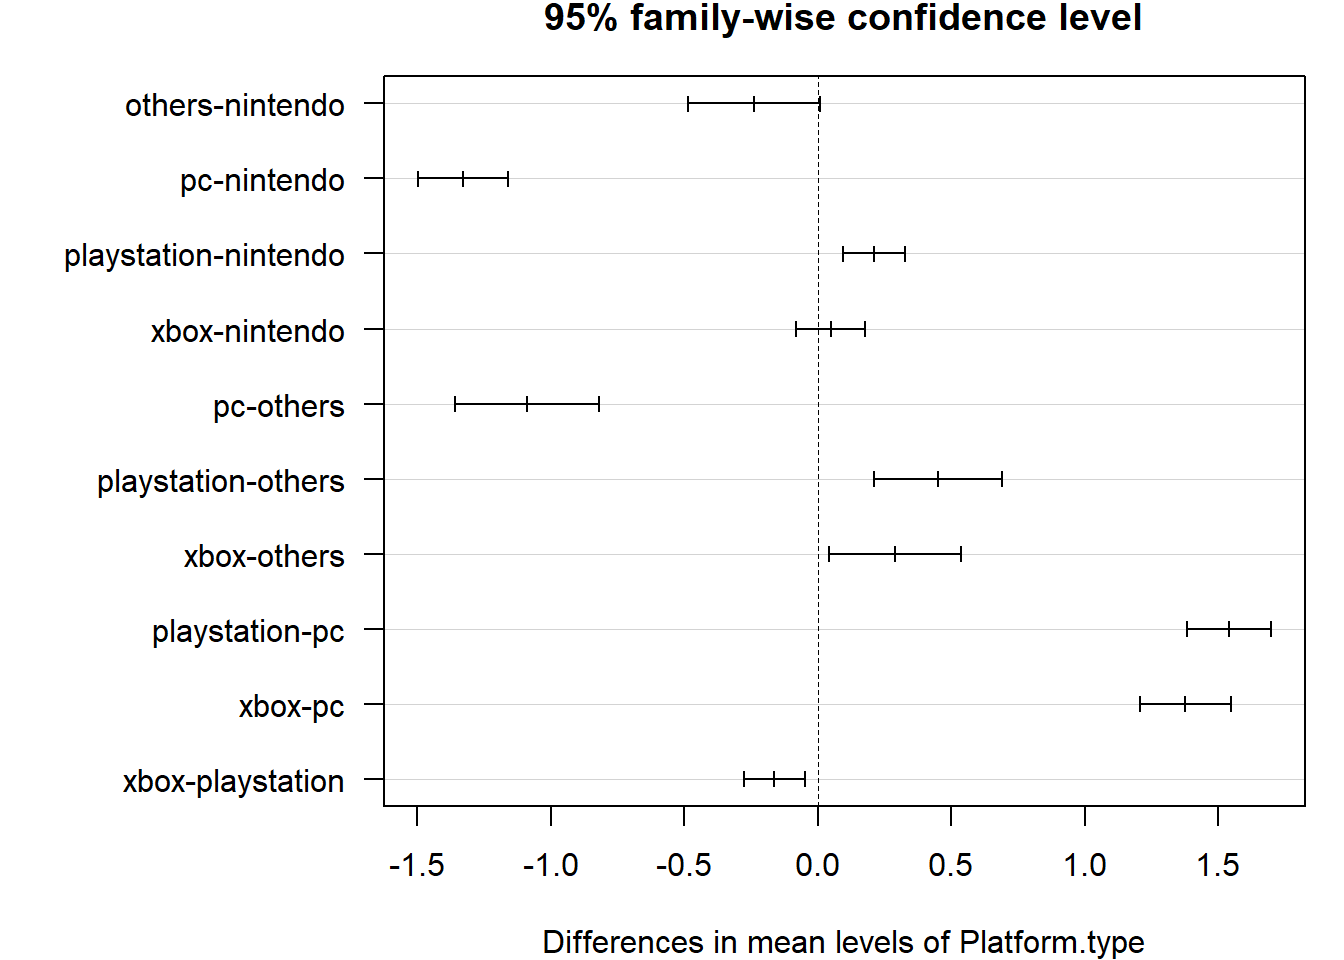 95% family-wise confidence level
others-nintendo
pc-nintendo
playstation-nintendo
xbox-nintendo
pc-others
playstation-others
xbox-others
playstation-pc
xbox-pc
xbox-playstation
-1.5 -1.0 -0.5 0.0 0.5 1.0 1.5
Differences in mean levels of Platform.type